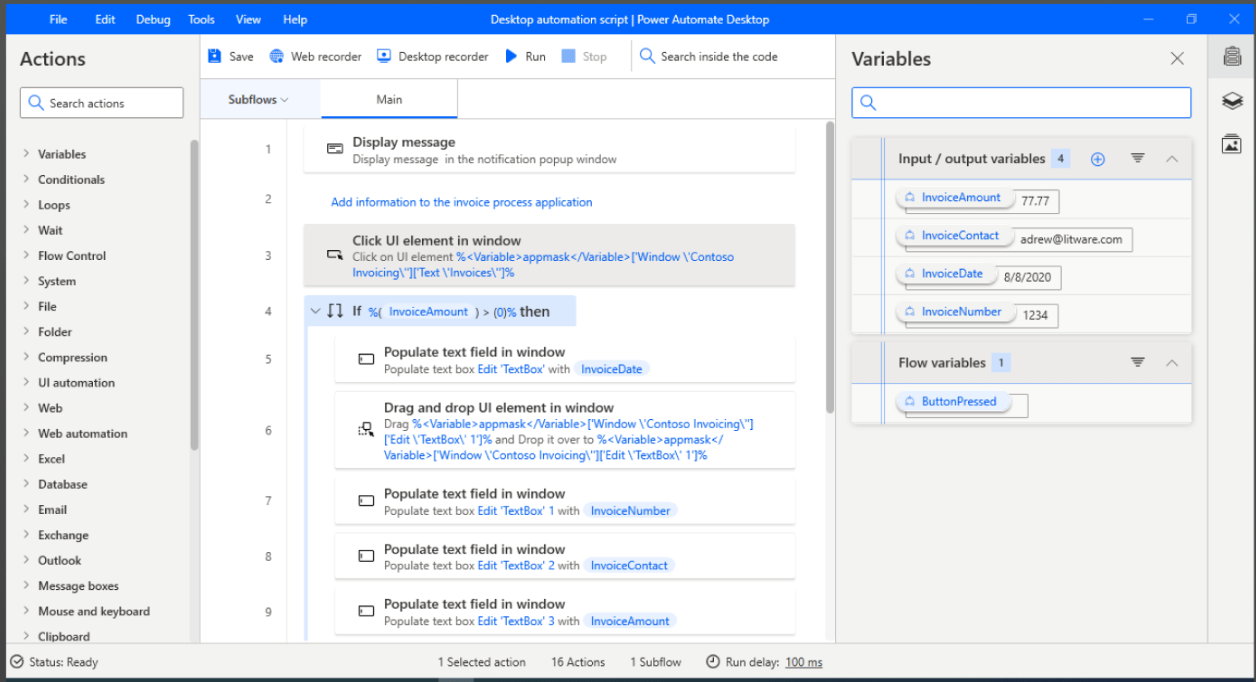 File Edit Debug Tools View Help
Desktop automation script | Power Automate Desktop
Actions
Search actions
Variables
Conditionals
Loops
Wait
Flow Control
System
File
Folder
Compression
UI automation
Web
Web automation
Excel
Database
Email
Exchange
Outlook
Message boxes
Mouse and keyboard
Clipboard
Save Web recorder Desktop recorder Run Stop Search inside the code
Subflows Main
1
Display message
Display message in the notification popup window
2
Add information to the invoice process application
3
Click UI element in window
Click on UI element %<Variable>appmask</Variable>['Window \'Contoso
Invoicing\'']['Text \'Invoices\'']%
4
If %( InvoiceAmount ) > (0)% then
5
Populate text field in window
Populate text box Edit 'TextBox' with InvoiceDate
6
Drag and drop UI element in window
Drag %<Variable>appmask</Variable>['Window \'Contoso Invoicing\'']
['Edit \'TextBox\' 1']% and Drop it over to %<Variable>appmask</
Variable>['Window \'Contoso Invoicing\'']['Edit \'TextBox\' 1']%
7
Populate text field in window
Populate text box Edit 'TextBox' 1 with InvoiceNumber
8
Populate text field in window
Populate text box Edit 'TextBox' 2 with InvoiceContact
9
Populate text field in window
Populate text box Edit 'TextBox' 3 with InvoiceAmount
Variables
Input / output variables 4
InvoiceAmount 77.77
InvoiceContact adrew@litware.com
InvoiceDate 8/8/2020
InvoiceNumber 1234
Flow variables 1
ButtonPressed
Status: Ready 1 Selected action 16 Actions 1 Subflow Run delay: 100 ms